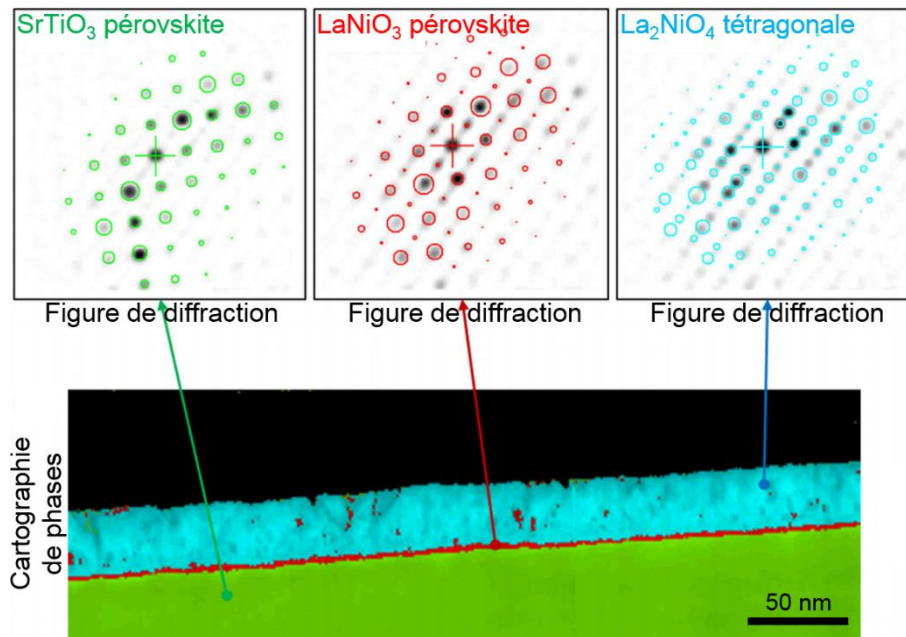 SrTiO₃ pérovskite
LaNiO₃ pérovskite
La₂NiO₄ tétragonale
Figure de diffraction
Figure de diffraction
Figure de diffraction
Cartographie
de phases
50 nm